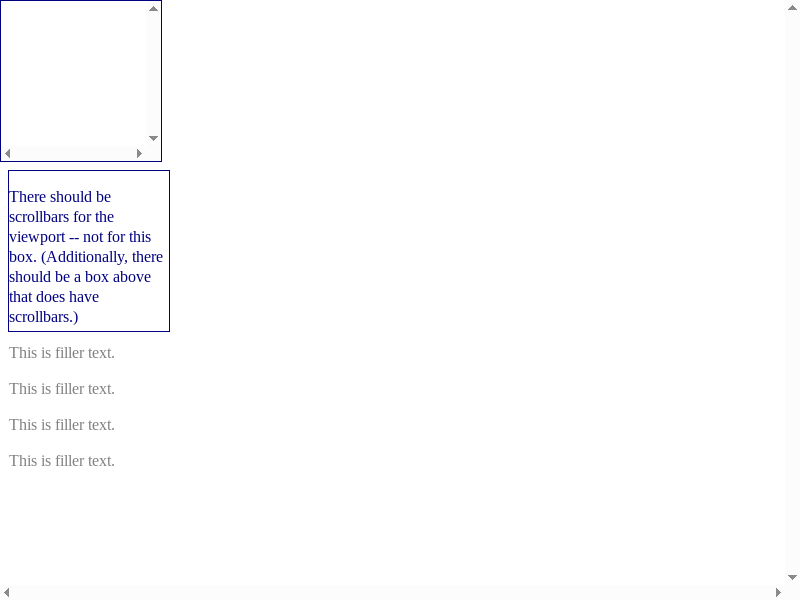 There should be
scrollbars for the
viewport -- not for this
box. (Additionally, there
should be a box above
that does have
scrollbars.)
This is filler text.
This is filler text.
This is filler text.
This is filler text.